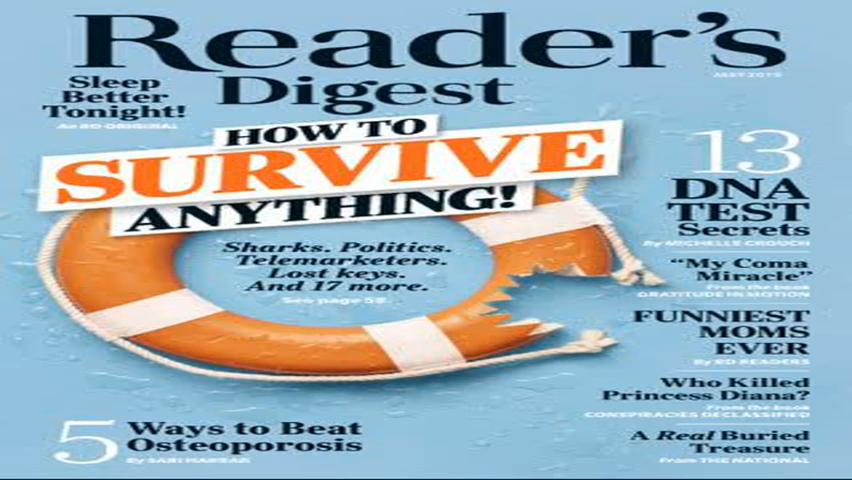 Reader's
Digest
MAY 2019
Sleep
Better
Tonight!
An RD ORIGINAL
HOW TO
SURVIVE
ANYTHING!
Sharks. Politics.
Telemarketers.
Lost keys.
And 17 more.
See page 58
13
DNA
TEST
Secrets
By MICHELLE CROUCH
"My Coma
Miracle"
From the book
GRATITUDE IN MOTION
FUNNIEST
MOMS
EVER
By RD READERS
Who Killed
Princess Diana?
From the book
CONSPIRACIES DECLASSIFIED
A Real Buried
Treasure
From THE NATIONAL
5 Ways to Beat
Osteoporosis
By SARI HARRAR